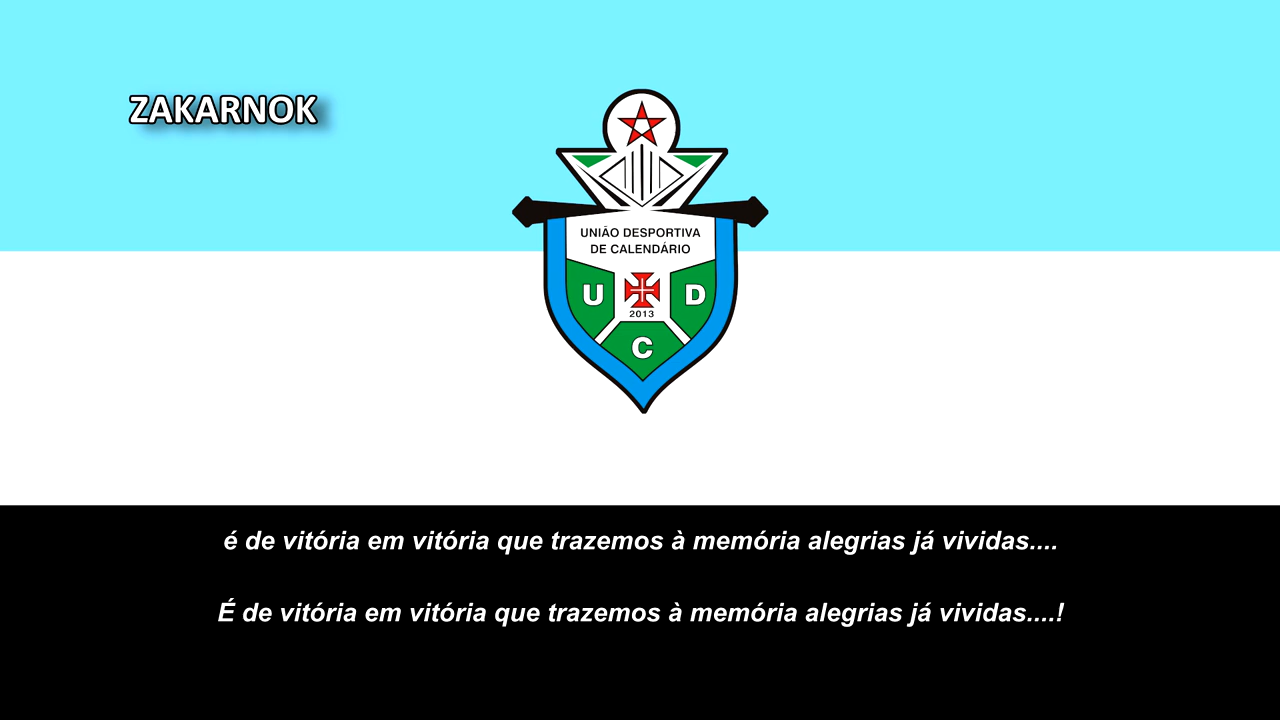 ZAKARNOK
UNIÃO DESPORTIVA
DE CALENDÁRIO
U D
2013
C
é de vitória em vitória que trazemos à memória alegrias já vividas....
É de vitória em vitória que trazemos à memória alegrias já vividas....!